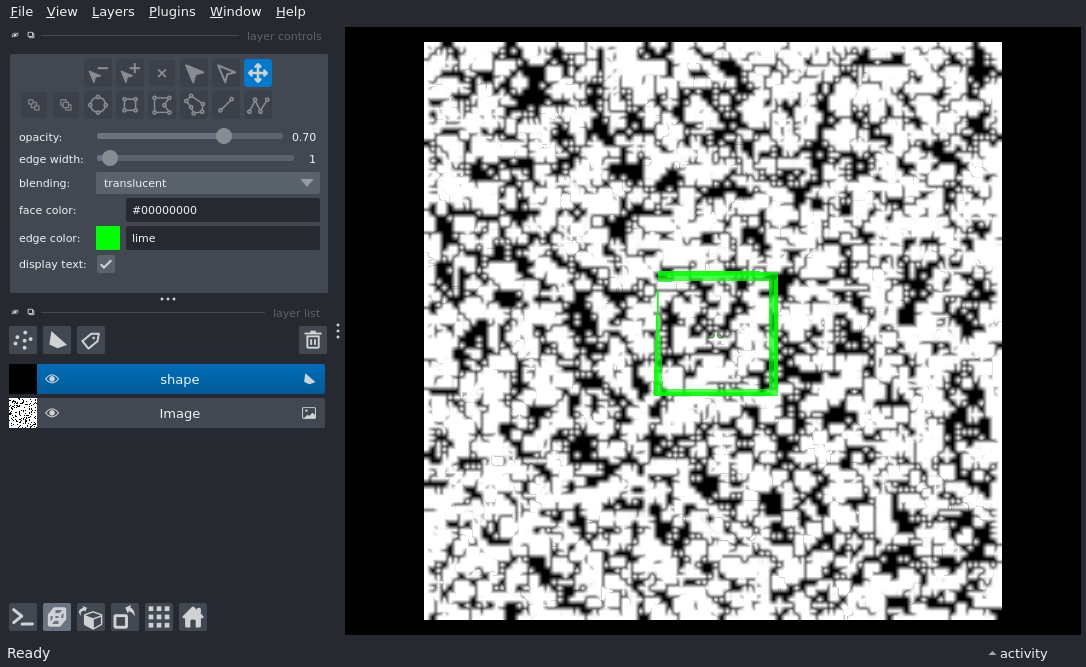 File View Layers Plugins Window Help
layer controls
opacity: 0.70
edge width: 1
blending: translucent
face color: #00000000
edge color: lime
display text:
layer list
shape
Image
Ready
activity